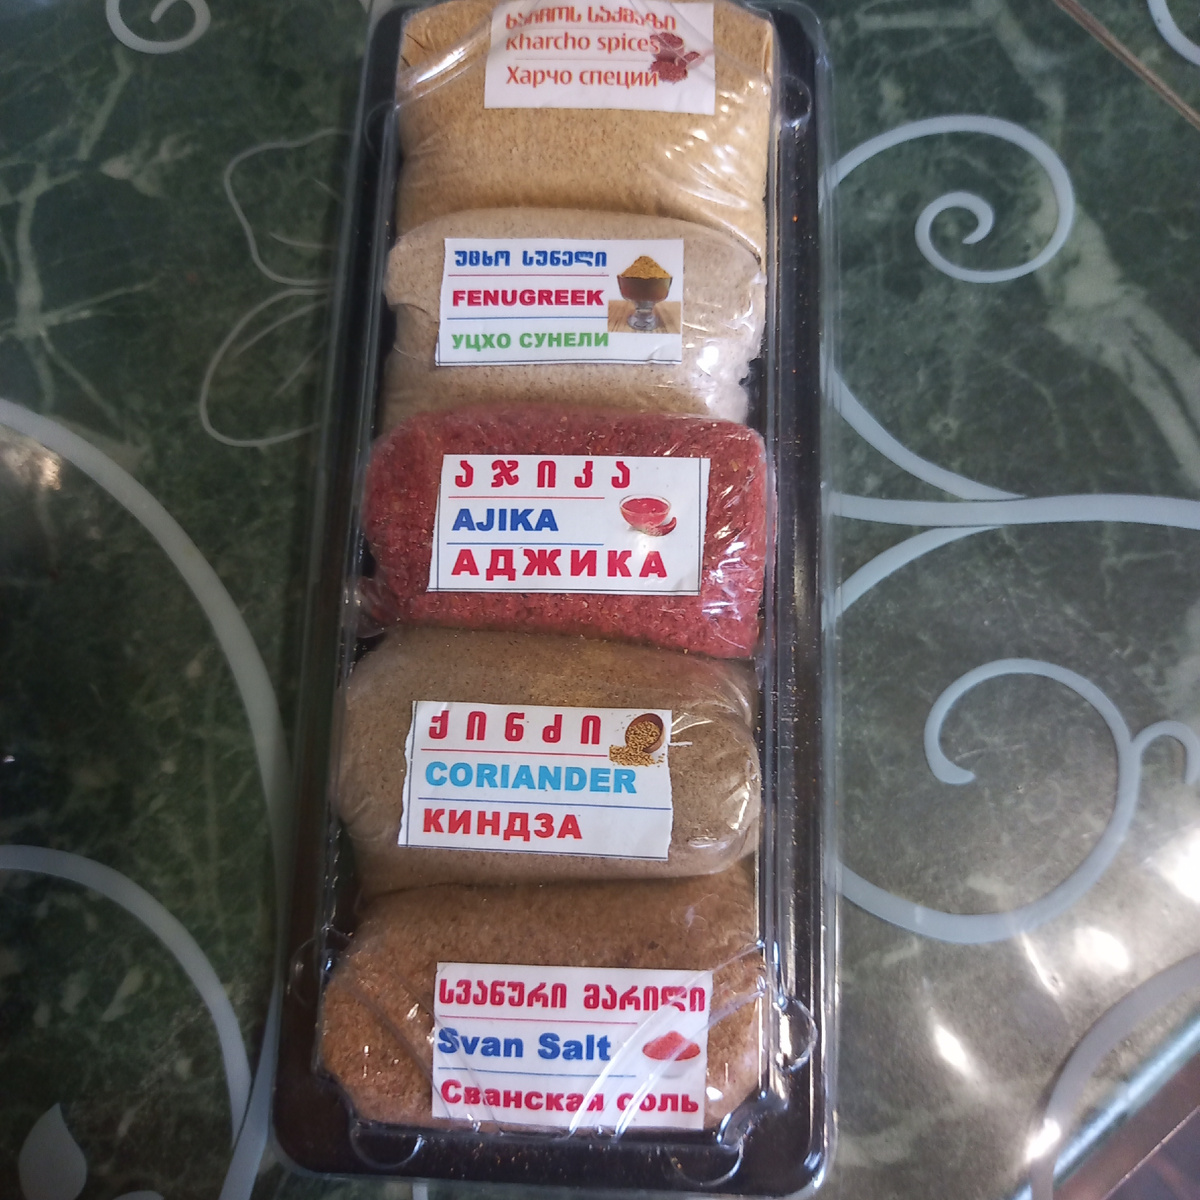 ხარჩოს საკმაზი
Kharcho spices
Харчо специи
უცხო სუნელი
FENUGREEK
УЦХО СУНЕЛИ
აჯიკა
AJIKA
АДЖИКА
ქინძი
CORIANDER
КИНДЗА
სვანური მარილი
Svan Salt
Сванская соль